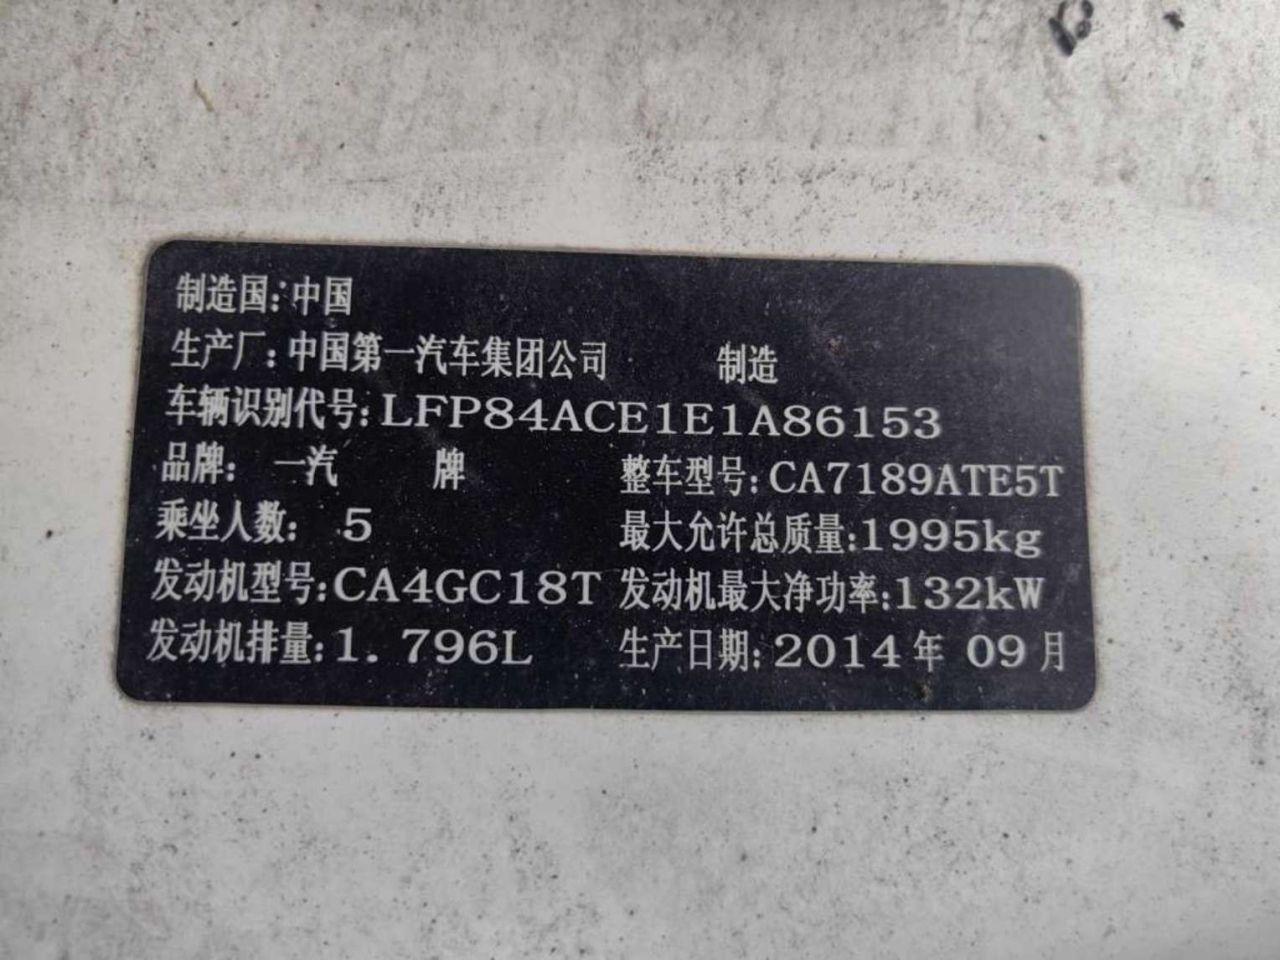 制造国:中国
生产厂:中国第一汽车集团公司 制造
车辆识别代号:LFP84ACE1E1A86153
品牌: 一汽 牌 整车型号:CA7189ATE5T
乘坐人数: 5 最大允许总质量:1995kg
发动机型号:CA4GC18T 发动机最大净功率:132kW
发动机排量:1. 796L 生产日期:2014年 09月